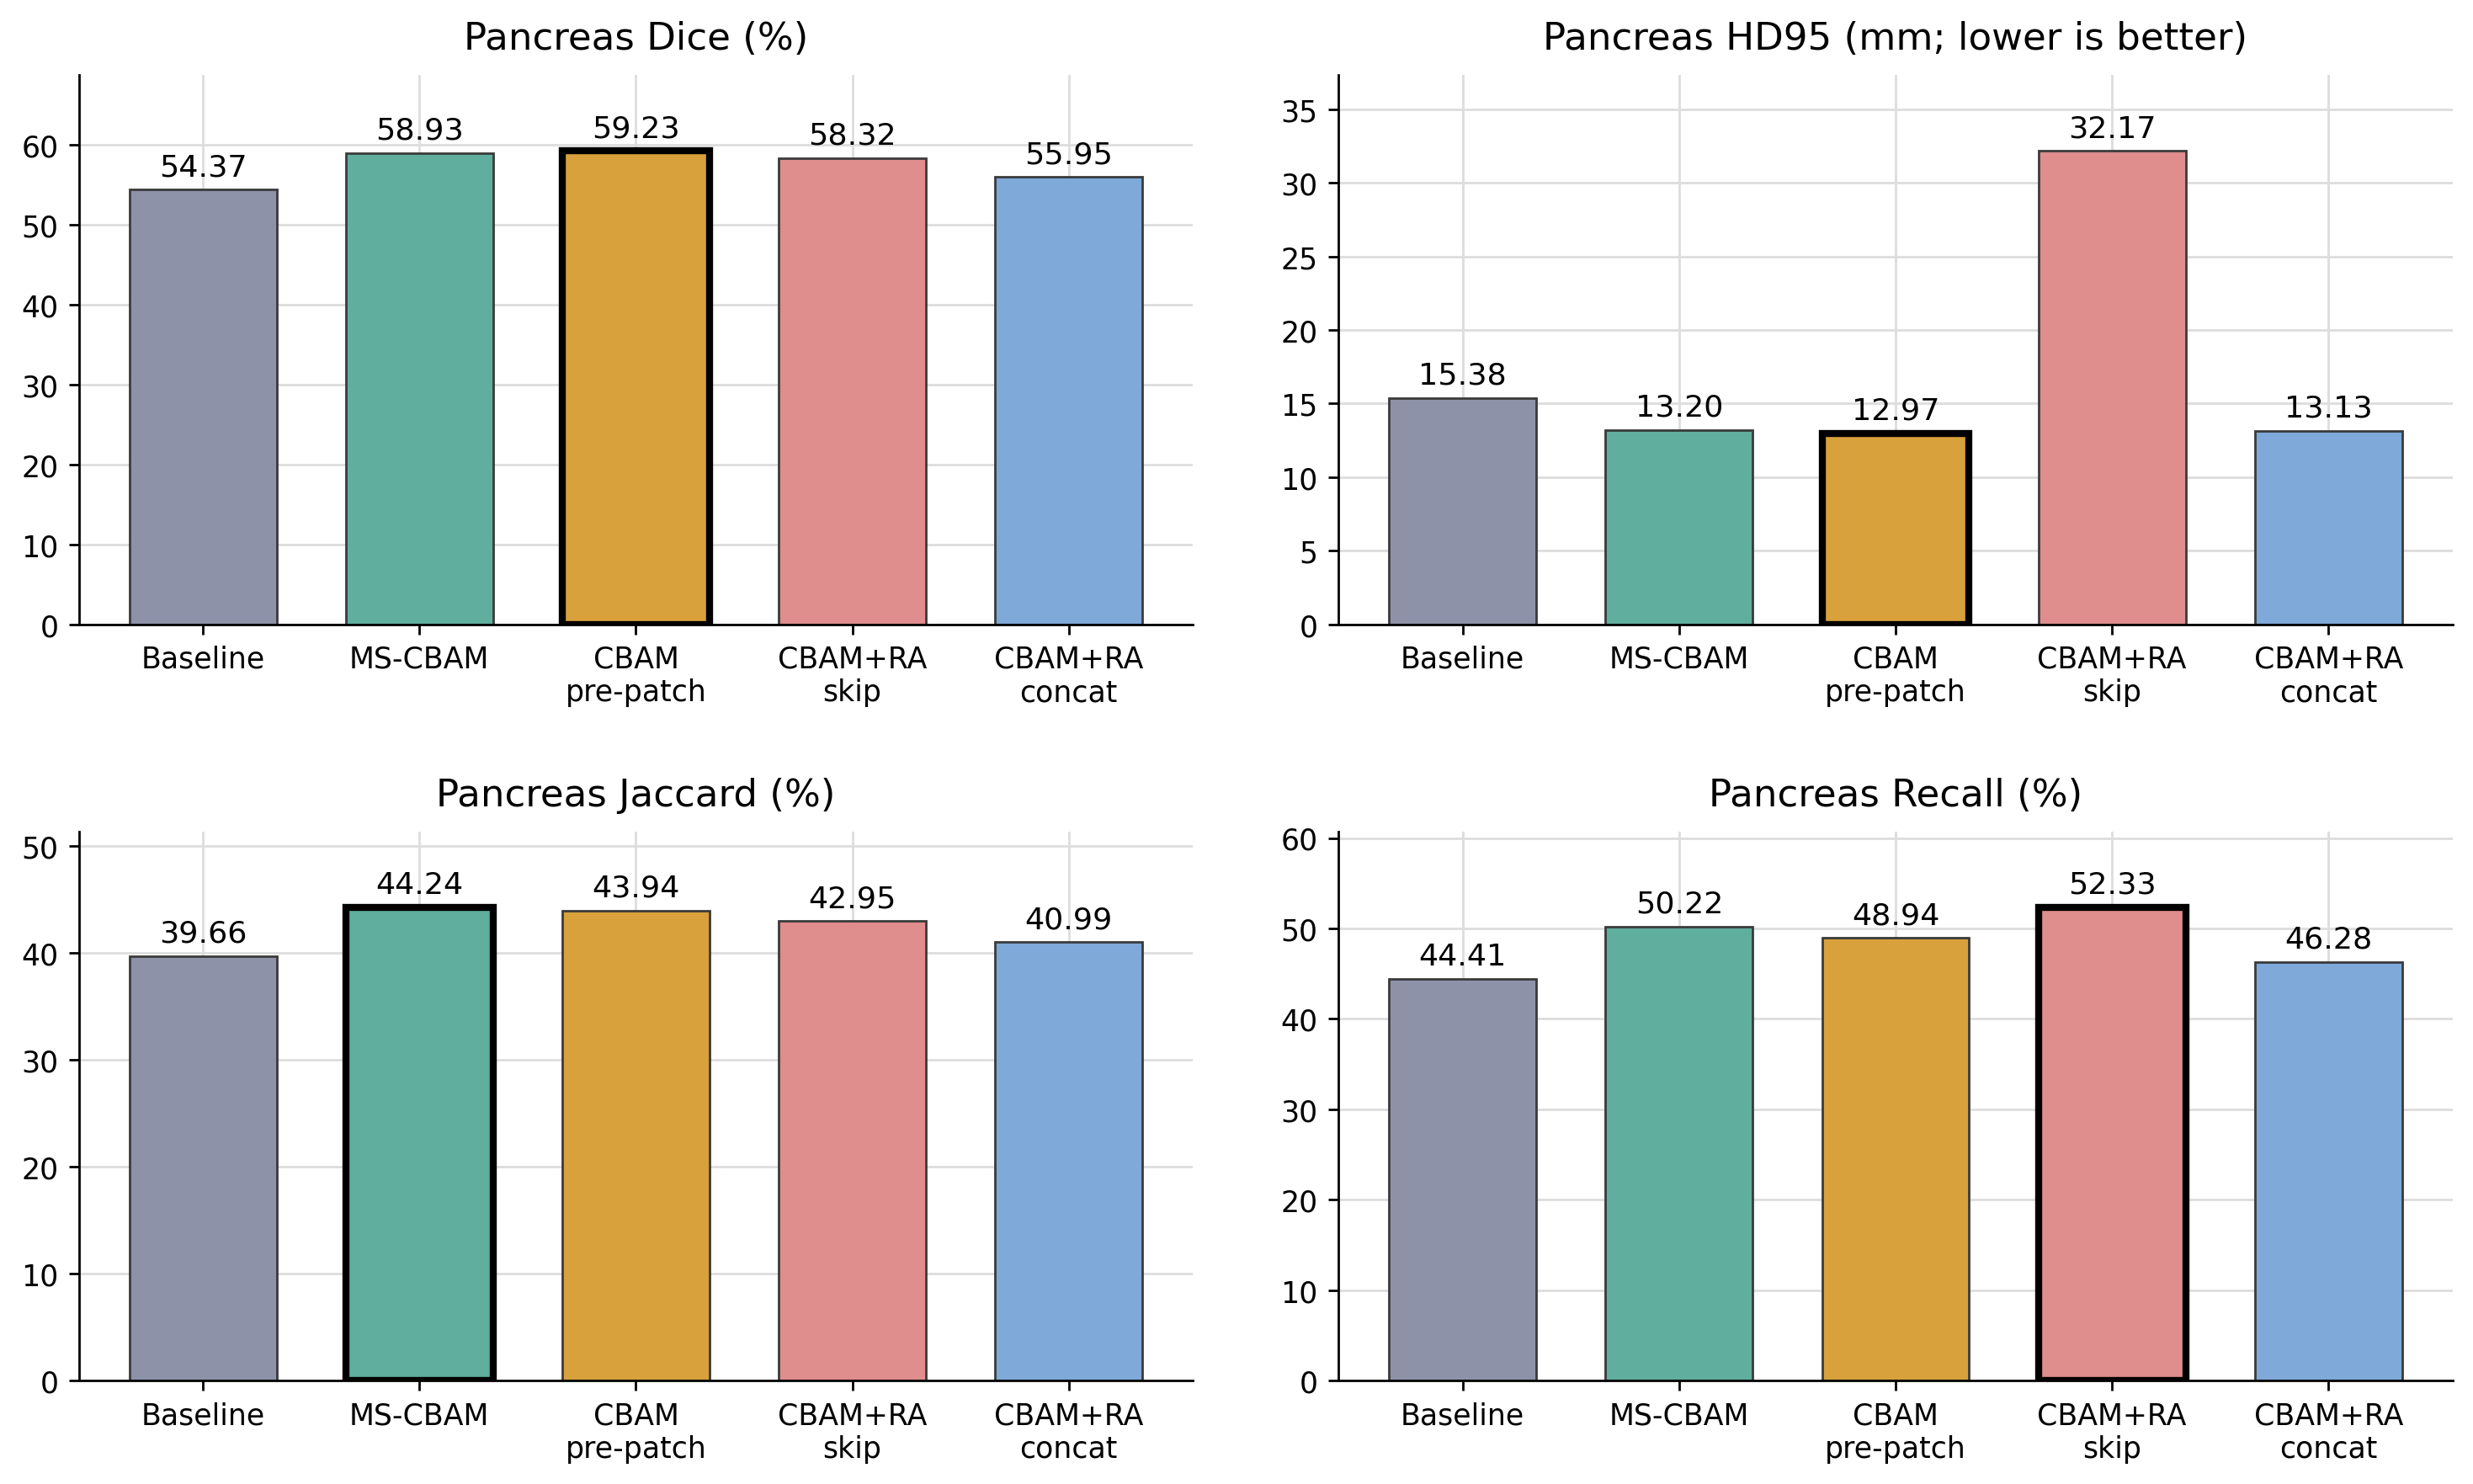 Pancreas Dice (%)
60
50
40
30
20
10
0
54.37
58.93
59.23
58.32
55.95
Baseline
MS-CBAM
CBAM
pre-patch
CBAM+RA
skip
CBAM+RA
concat
Pancreas HD95 (mm; lower is better)
35
30
25
20
15
10
5
0
15.38
13.20
12.97
32.17
13.13
Baseline
MS-CBAM
CBAM
pre-patch
CBAM+RA
skip
CBAM+RA
concat
Pancreas Jaccard (%)
50
40
30
20
10
0
39.66
44.24
43.94
42.95
40.99
Baseline
MS-CBAM
CBAM
pre-patch
CBAM+RA
skip
CBAM+RA
concat
Pancreas Recall (%)
60
50
40
30
20
10
0
44.41
50.22
48.94
52.33
46.28
Baseline
MS-CBAM
CBAM
pre-patch
CBAM+RA
skip
CBAM+RA
concat